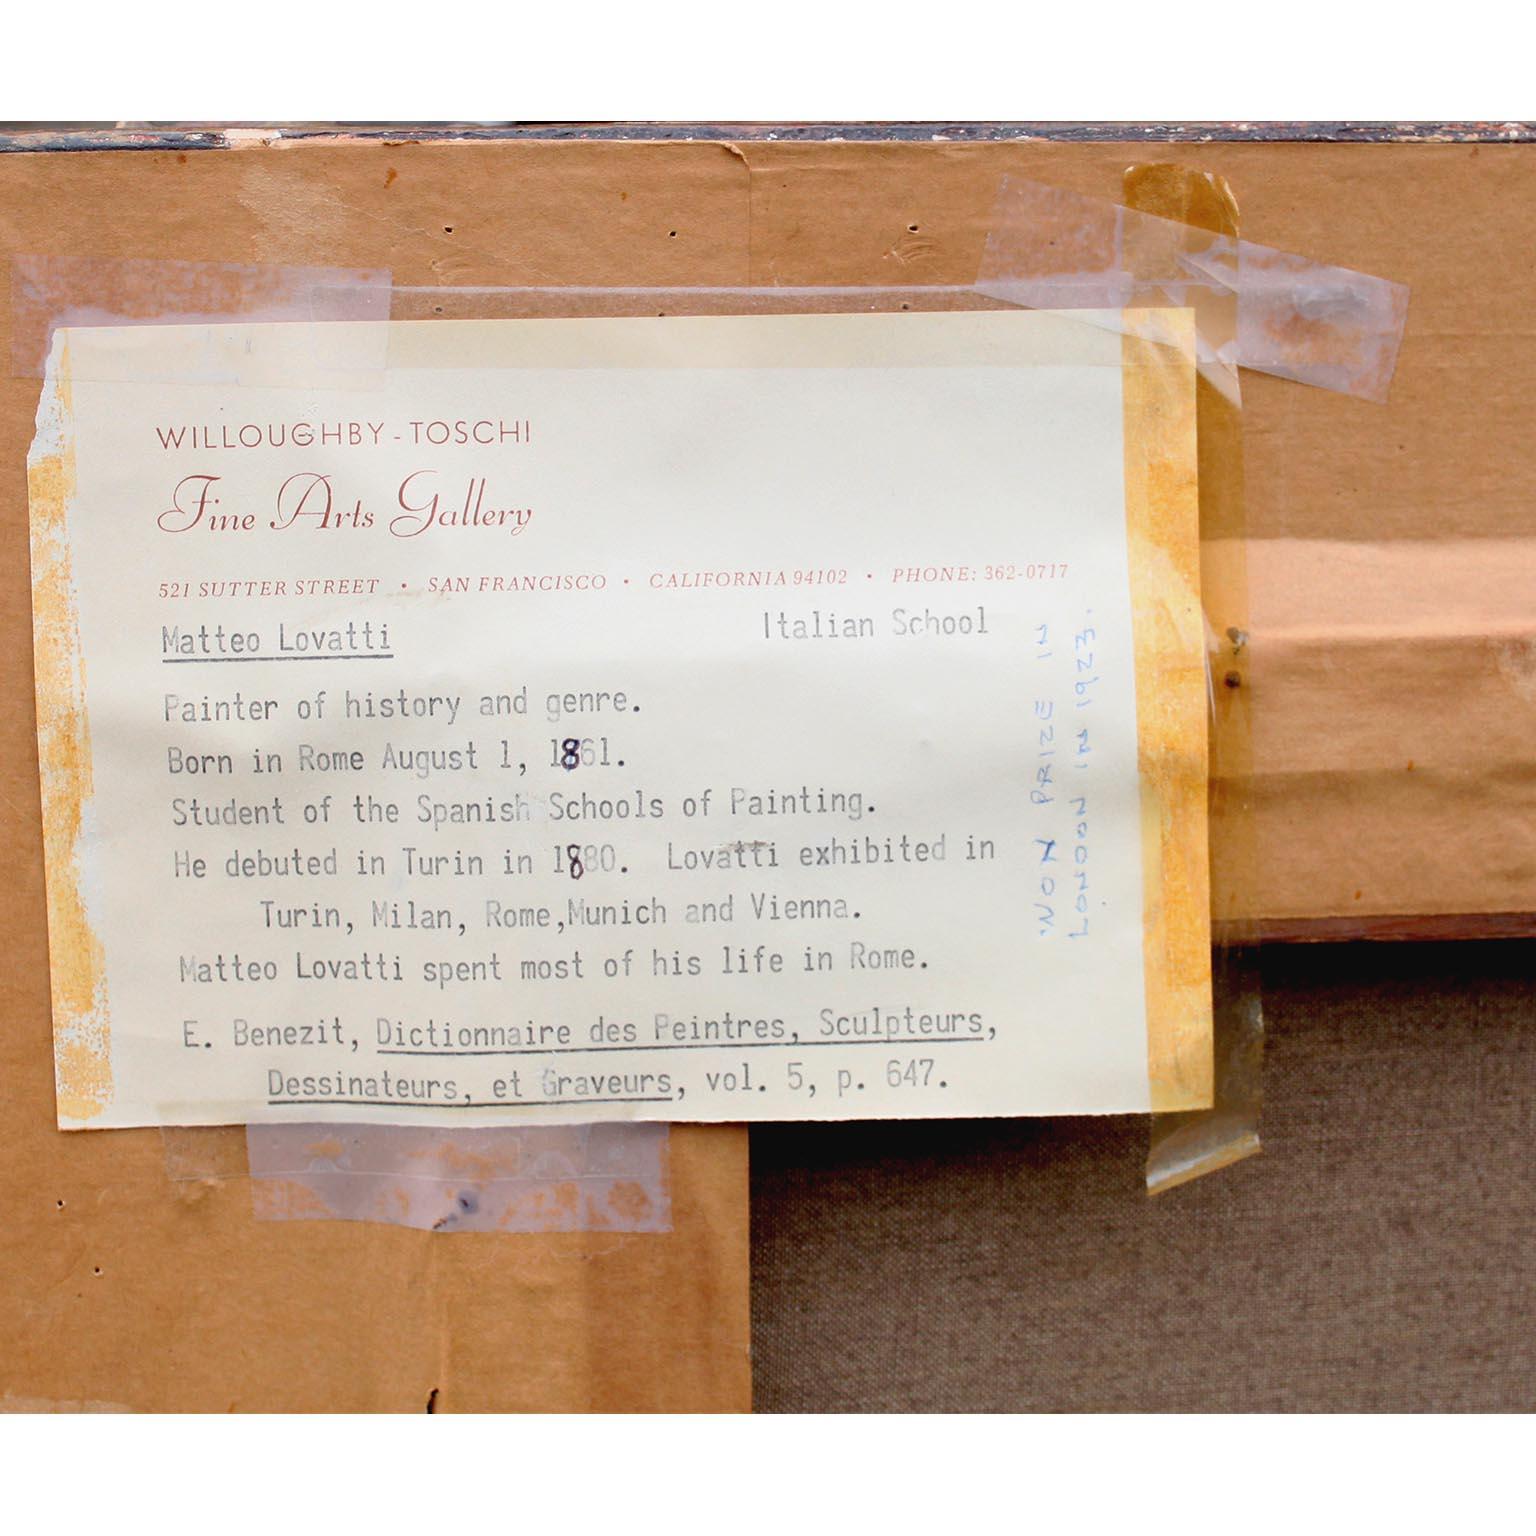 WILLOUGHBY - TOSCHI
Fine Arts Gallery
521 SUTTER STREET • SAN FRANCISCO • CALIFORNIA 94102 • PHONE: 362-0717
Matteo Lovatti Italian School
Painter of history and genre.
Born in Rome August 1, 1861.
Student of the Spanish Schools of Painting.
He debuted in Turin in 1880. Lovatti exhibited in
Turin, Milan, Rome,Munich and Vienna.
Matteo Lovatti spent most of his life in Rome.
E. Benezit, Dictionnaire des Peintres, Sculpteurs,
Dessinateurs, et Graveurs, vol. 5, p. 647.
WON PRIZE IN
LONDON IN 1923.